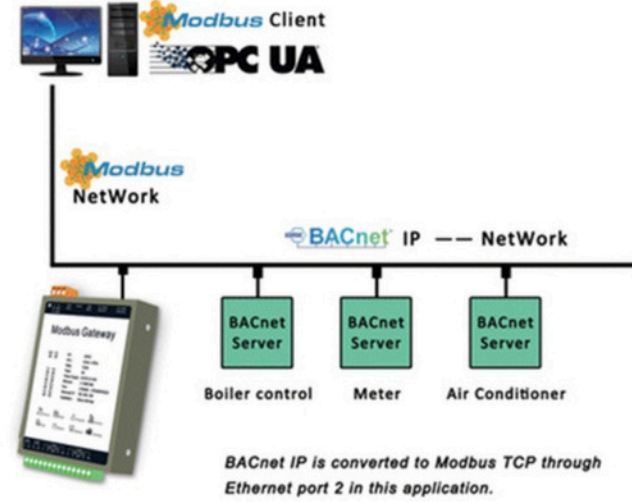 Modbus Client
OPC UA
Modbus
NetWork
BACnet IP —— NetWork
Modbus Gateway
BACnet
Server
BACnet
Server
BACnet
Server
Boiler control
Meter
Air Conditioner
BACnet IP is converted to Modbus TCP through
Ethernet port 2 in this application.